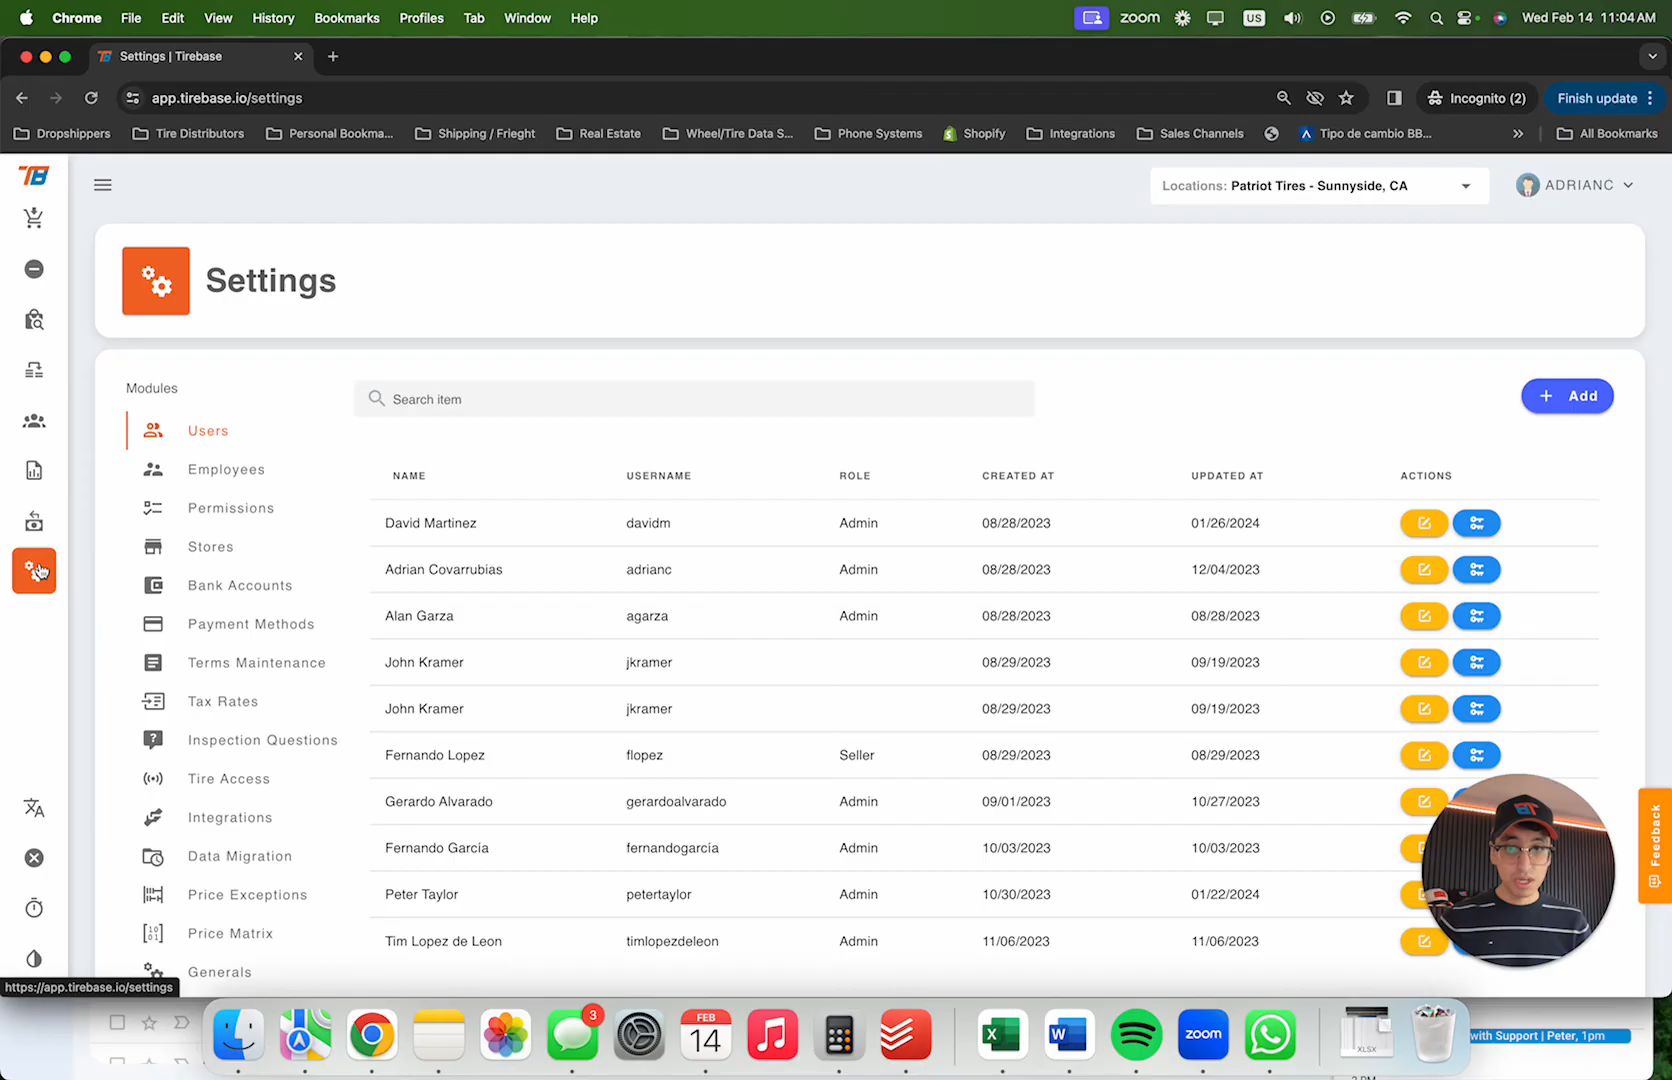 Chrome File Edit View History Bookmarks Profiles Tab Window Help
zoom US Wed Feb 14 11:04 AM
Settings | Tirebase
app.tirebase.io/settings
Incognito (2) Finish update
Dropshippers Tire Distributors Personal Bookma... Shipping / Frieght Real Estate Wheel/Tire Data S... Phone Systems Shopify Integrations Sales Channels Tipo de cambio BB... » All Bookmarks
TB
Locations: Patriot Tires - Sunnyside, CA
ADRIANC
Settings
Modules
Users
Employees
Permissions
Stores
Bank Accounts
Payment Methods
Terms Maintenance
Tax Rates
Inspection Questions
Tire Access
Integrations
Data Migration
Price Exceptions
Price Matrix
Generals
Search item
+ Add
NAME USERNAME ROLE CREATED AT UPDATED AT ACTIONS
David Martinez davidm Admin 08/28/2023 01/26/2024
Adrian Covarrubias adrianc Admin 08/28/2023 12/04/2023
Alan Garza agarza Admin 08/28/2023 08/28/2023
John Kramer jkramer 08/29/2023 09/19/2023
John Kramer jkramer 08/29/2023 09/19/2023
Fernando Lopez flopez Seller 08/29/2023 08/29/2023
Gerardo Alvarado gerardoalvarado Admin 09/01/2023 10/27/2023
Fernando García fernandogarcía Admin 10/03/2023 10/03/2023
Peter Taylor petertaylor Admin 10/30/2023 01/22/2024
Tim Lopez de Leon timlopezdeleon Admin 11/06/2023 11/06/2023
Feedback
https://app.tirebase.io/settings
3
FEB
14
zoom
XLSX
with Support | Peter, 1pm